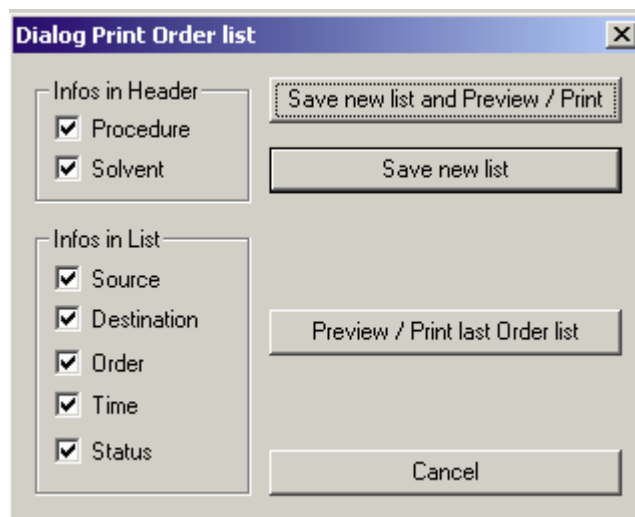 Dialog Print Order list
Infos in Header
Procedure
Solvent
Save new list and Preview / Print
Save new list
Infos in List
Source
Destination
Order
Time
Status
Preview / Print last Order list
Cancel